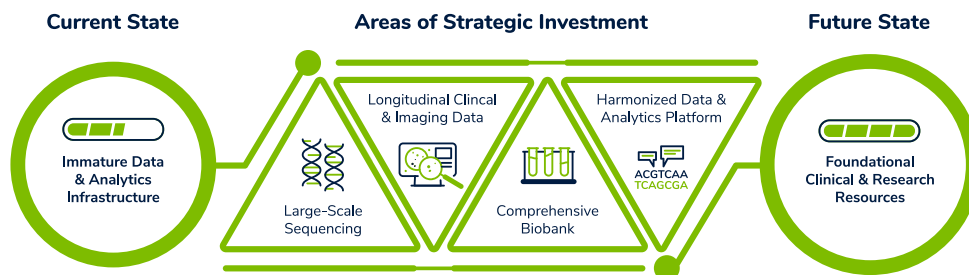 Current State
Areas of Strategic Investment
Future State
Immature Data
& Analytics
Infrastructure
Large-Scale
Sequencing
Longitudinal Clincal
& Imaging Data
Comprehensive
Biobank
Harmonized Data &
Analytics Platform
ACGTCAA
TCAGCGA
Foundational
Clinical & Research
Resources